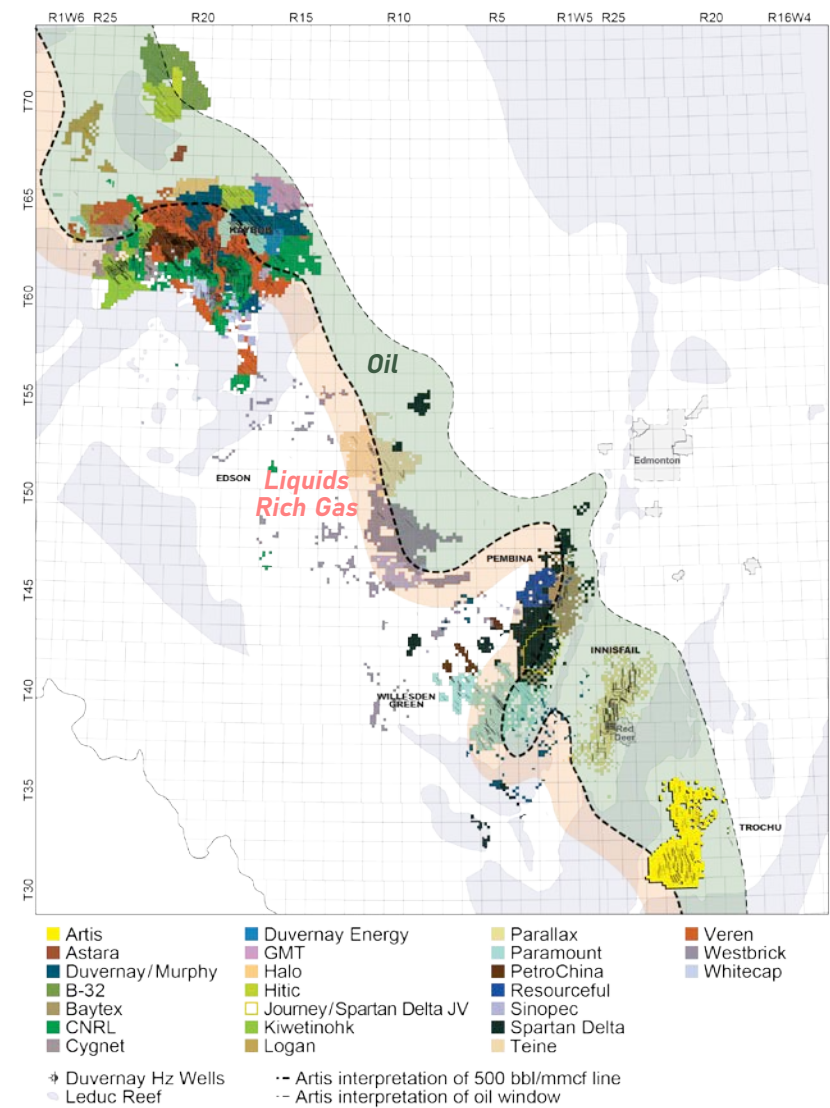 R1W6 R25 R20 R15 R10 R5 R1W5 R25 R20 R16W4
T70
T65
KAYBOB
T60
Oil
T55
Edmonton
EDSON
Liquids
Rich Gas
T50
PEMBINA
T45
INNISFAIL
T40
WILLESDEN
GREEN
Red
Deer
T35
TROCHU
T30
Artis
Astara
Duvernay/Murphy
B-32
Baytex
CNRL
Cygnet
Duvernay Energy
GMT
Halo
Hitic
Journey/Spartan Delta JV
Kiwetinohk
Logan
Parallax
Paramount
PetroChina
Resourceful
Sinopec
Spartan Delta
Teine
Veren
Westbrick
Whitecap
Duvernay Hz Wells
Leduc Reef
Artis interpretation of 500 bbl/mmcf line
Artis interpretation of oil window